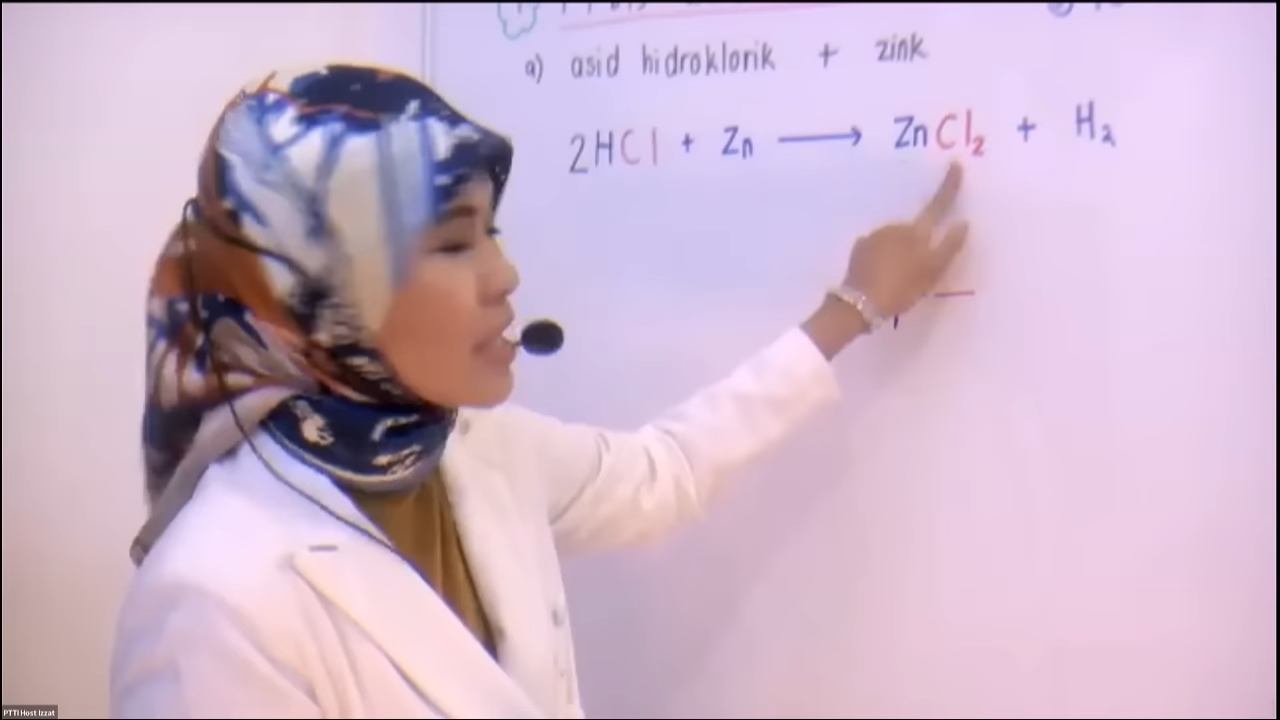 a) asid hidroklorik + zink
2HCl + Zn ⟶ ZnCl₂ + H₂
PTTI Host Izzat